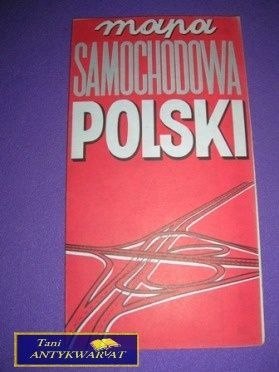 mapa
SAMOCHODOWA
POLSKI
Tani
ANTYKWARIAT